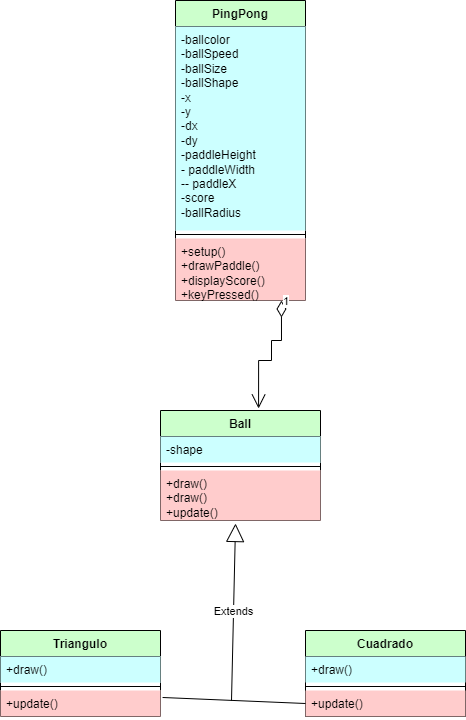 PingPong
-ballcolor
-ballSpeed
-ballSize
-ballShape
-x
-y
-dx
-dy
-paddleHeight
- paddleWidth
-- paddleX
-score
-ballRadius
+setup()
+drawPaddle()
+displayScore()
+keyPressed()
1
Ball
-shape
+draw()
+draw()
+update()
Extends
Triangulo
+draw()
+update()
Cuadrado
+draw()
+update()